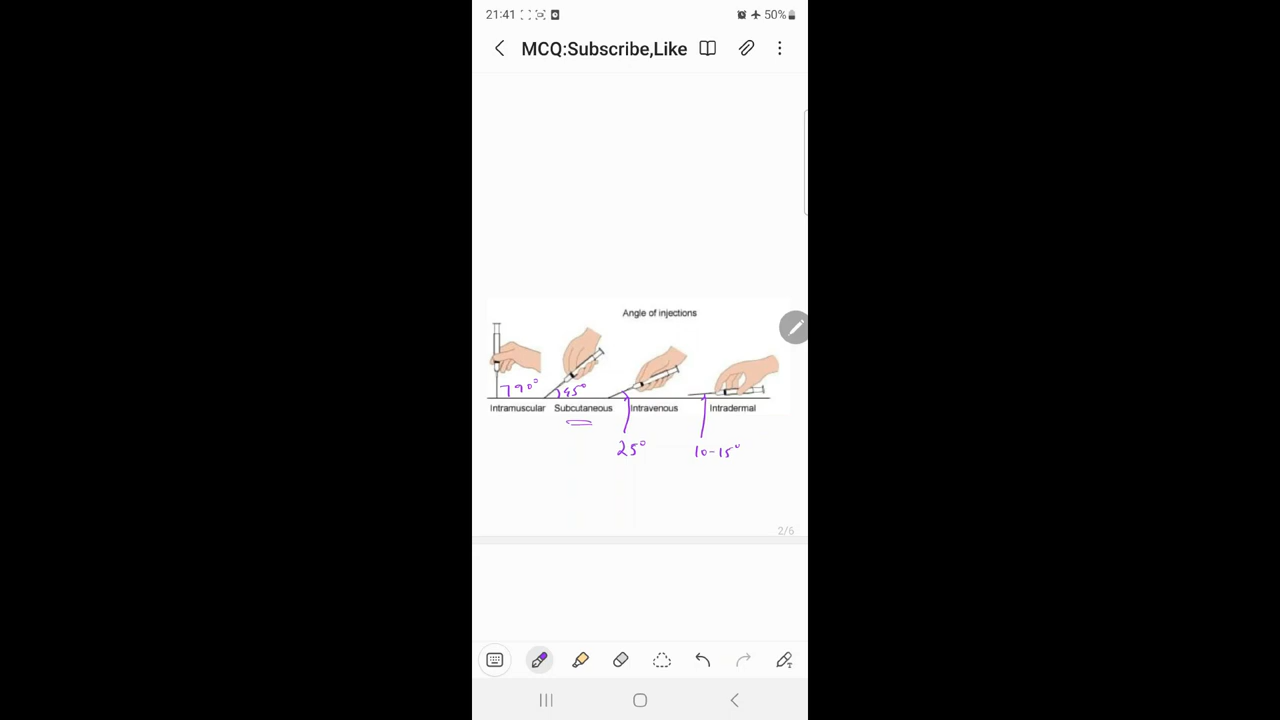 21:41 50%
MCQ:Subscribe,Like
Angle of injections
90° 45°
Intramuscular Subcutaneous Intravenous Intradermal
25° 10-15°
2/6